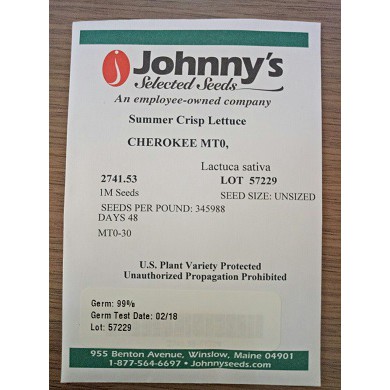 Johnny's
Selected Seeds
An employee-owned company
Summer Crisp Lettuce
CHEROKEE MT0,
Lactuca sativa
2741.53 LOT 57229
1M Seeds SEED SIZE: UNSIZED
SEEDS PER POUND: 345988
DAYS 48
MT0-30
U.S. Plant Variety Protected
Unauthorized Propagation Prohibited
Germ: 99%
Germ Test Date: 02/18
Lot: 57229
955 Benton Avenue, Winslow, Maine 04901
1-877-564-6697 • Johnnyseeds.com